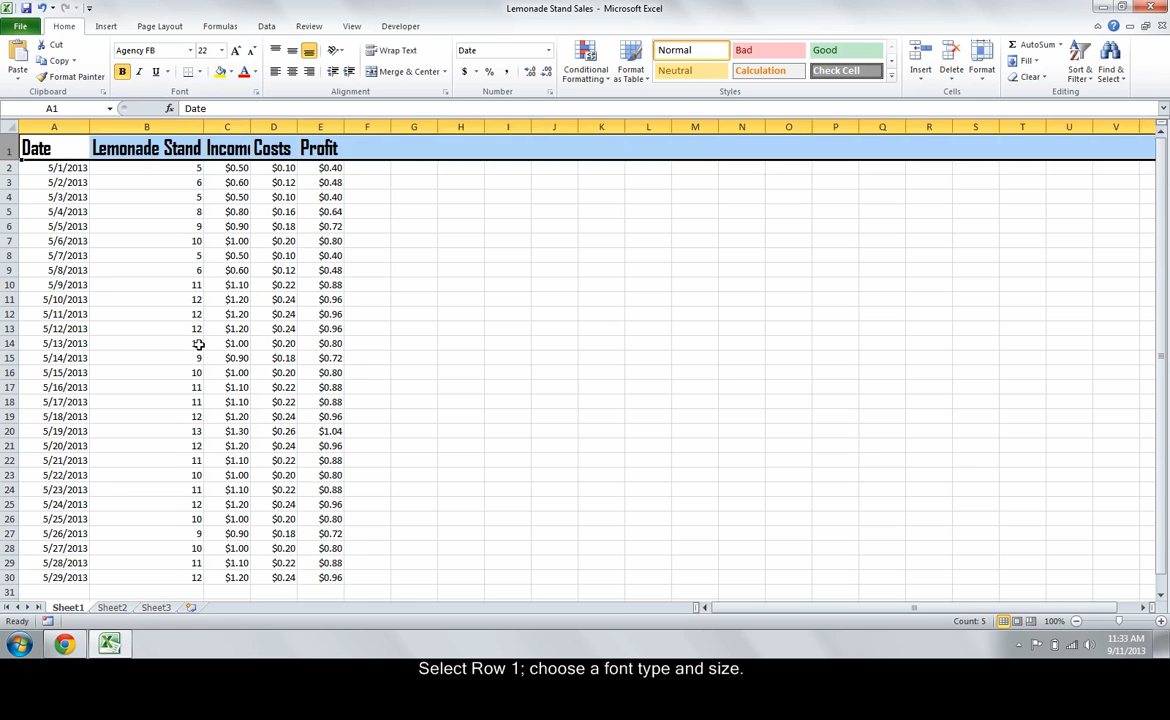 Lemonade Stand Sales - Microsoft Excel
File Home Insert Page Layout Formulas Data Review View Developer
Paste Cut Copy Format Painter Clipboard
Agency FB 22 A A B I U A Font
Wrap Text Merge & Center Alignment
Date $ % , Number
Conditional Formatting Format as Table Normal Bad Good Neutral Calculation Check Cell Styles
Insert Delete Format Cells
Σ AutoSum Fill Clear Sort & Filter Find & Select Editing
A1 fx Date
A B C D E F G H I J K L M N O P Q R S T U V
1 Date Lemonade Stand Incom Costs Profit
2 5/1/2013 5 $0.50 $0.10 $0.40
3 5/2/2013 6 $0.60 $0.12 $0.48
4 5/3/2013 5 $0.50 $0.10 $0.40
5 5/4/2013 8 $0.80 $0.16 $0.64
6 5/5/2013 9 $0.90 $0.18 $0.72
7 5/6/2013 10 $1.00 $0.20 $0.80
8 5/7/2013 5 $0.50 $0.10 $0.40
9 5/8/2013 6 $0.60 $0.12 $0.48
10 5/9/2013 11 $1.10 $0.22 $0.88
11 5/10/2013 12 $1.20 $0.24 $0.96
12 5/11/2013 12 $1.20 $0.24 $0.96
13 5/12/2013 12 $1.20 $0.24 $0.96
14 5/13/2013 $1.00 $0.20 $0.80
15 5/14/2013 9 $0.90 $0.18 $0.72
16 5/15/2013 10 $1.00 $0.20 $0.80
17 5/16/2013 11 $1.10 $0.22 $0.88
18 5/17/2013 11 $1.10 $0.22 $0.88
19 5/18/2013 12 $1.20 $0.24 $0.96
20 5/19/2013 13 $1.30 $0.26 $1.04
21 5/20/2013 12 $1.20 $0.24 $0.96
22 5/21/2013 11 $1.10 $0.22 $0.88
23 5/22/2013 10 $1.00 $0.20 $0.80
24 5/23/2013 11 $1.10 $0.22 $0.88
25 5/24/2013 12 $1.20 $0.24 $0.96
26 5/25/2013 10 $1.00 $0.20 $0.80
27 5/26/2013 9 $0.90 $0.18 $0.72
28 5/27/2013 10 $1.00 $0.20 $0.80
29 5/28/2013 11 $1.10 $0.22 $0.88
30 5/29/2013 12 $1.20 $0.24 $0.96
31
Sheet1 Sheet2 Sheet3
Ready Count: 5 100%
11:33 AM
9/11/2013
Select Row 1; choose a font type and size.